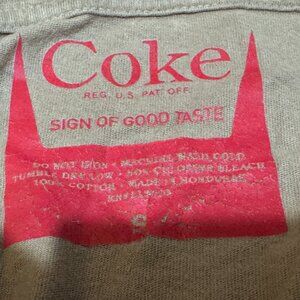 Coke
REG. U.S. PAT. OFF.
SIGN OF GOOD TASTE
DO NOT IRON • MACHINE WASH COLD
TUMBLE DRY LOW • NON CHLORINE BLEACH
100% COTTON • MADE IN HONDURAS
S